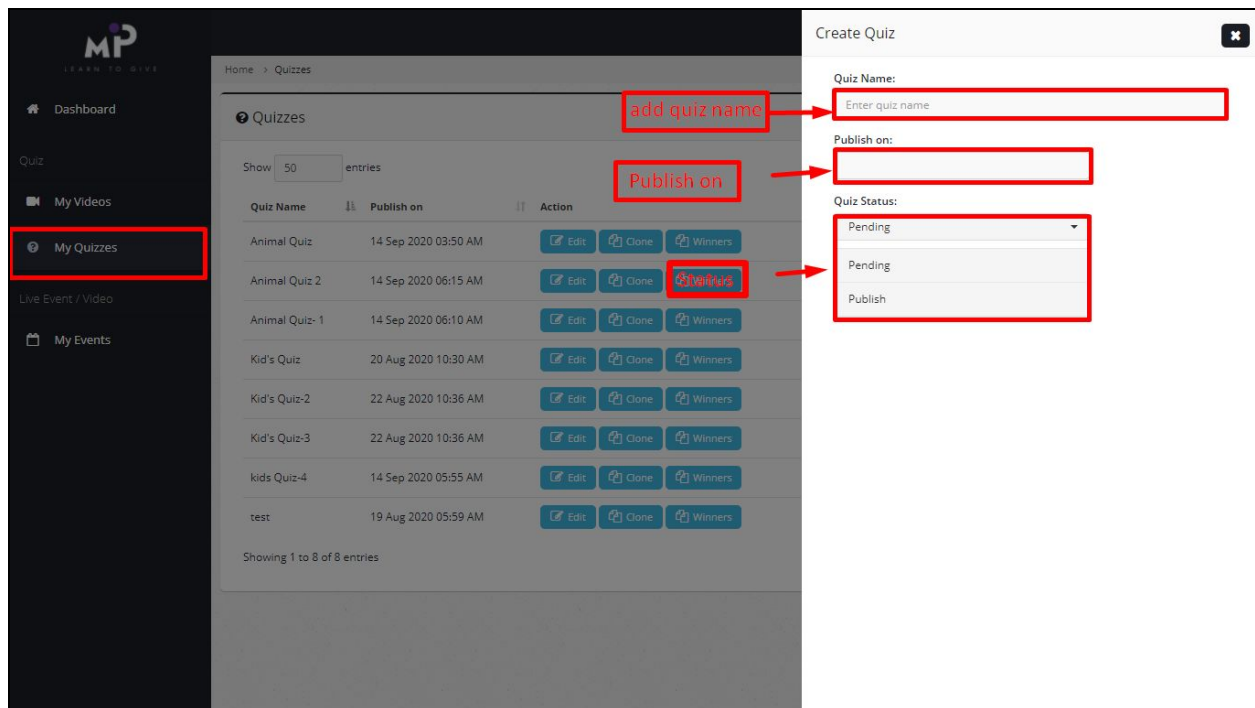 MiP
LEARN TO GIVE
Dashboard
Quiz
My Videos
My Quizzes
Live Event / Video
My Events
Home > Quizzes
Quizzes
Show 50 entries
Quiz Name Publish on Action
Animal Quiz 14 Sep 2020 03:50 AM Edit Clone Winners
Animal Quiz 2 14 Sep 2020 06:15 AM Edit Clone
Animal Quiz- 1 14 Sep 2020 06:10 AM Edit Clone Winners
Kid's Quiz 20 Aug 2020 10:30 AM Edit Clone Winners
Kid's Quiz-2 22 Aug 2020 10:36 AM Edit Clone Winners
Kid's Quiz-3 22 Aug 2020 10:36 AM Edit Clone Winners
kids Quiz-4 14 Sep 2020 05:55 AM Edit Clone Winners
test 19 Aug 2020 05:59 AM Edit Clone Winners
Showing 1 to 8 of 8 entries
add quiz name
Publish on
Status
Create Quiz
Quiz Name:
Enter quiz name
Publish on:
Quiz Status:
Pending
Pending
Publish